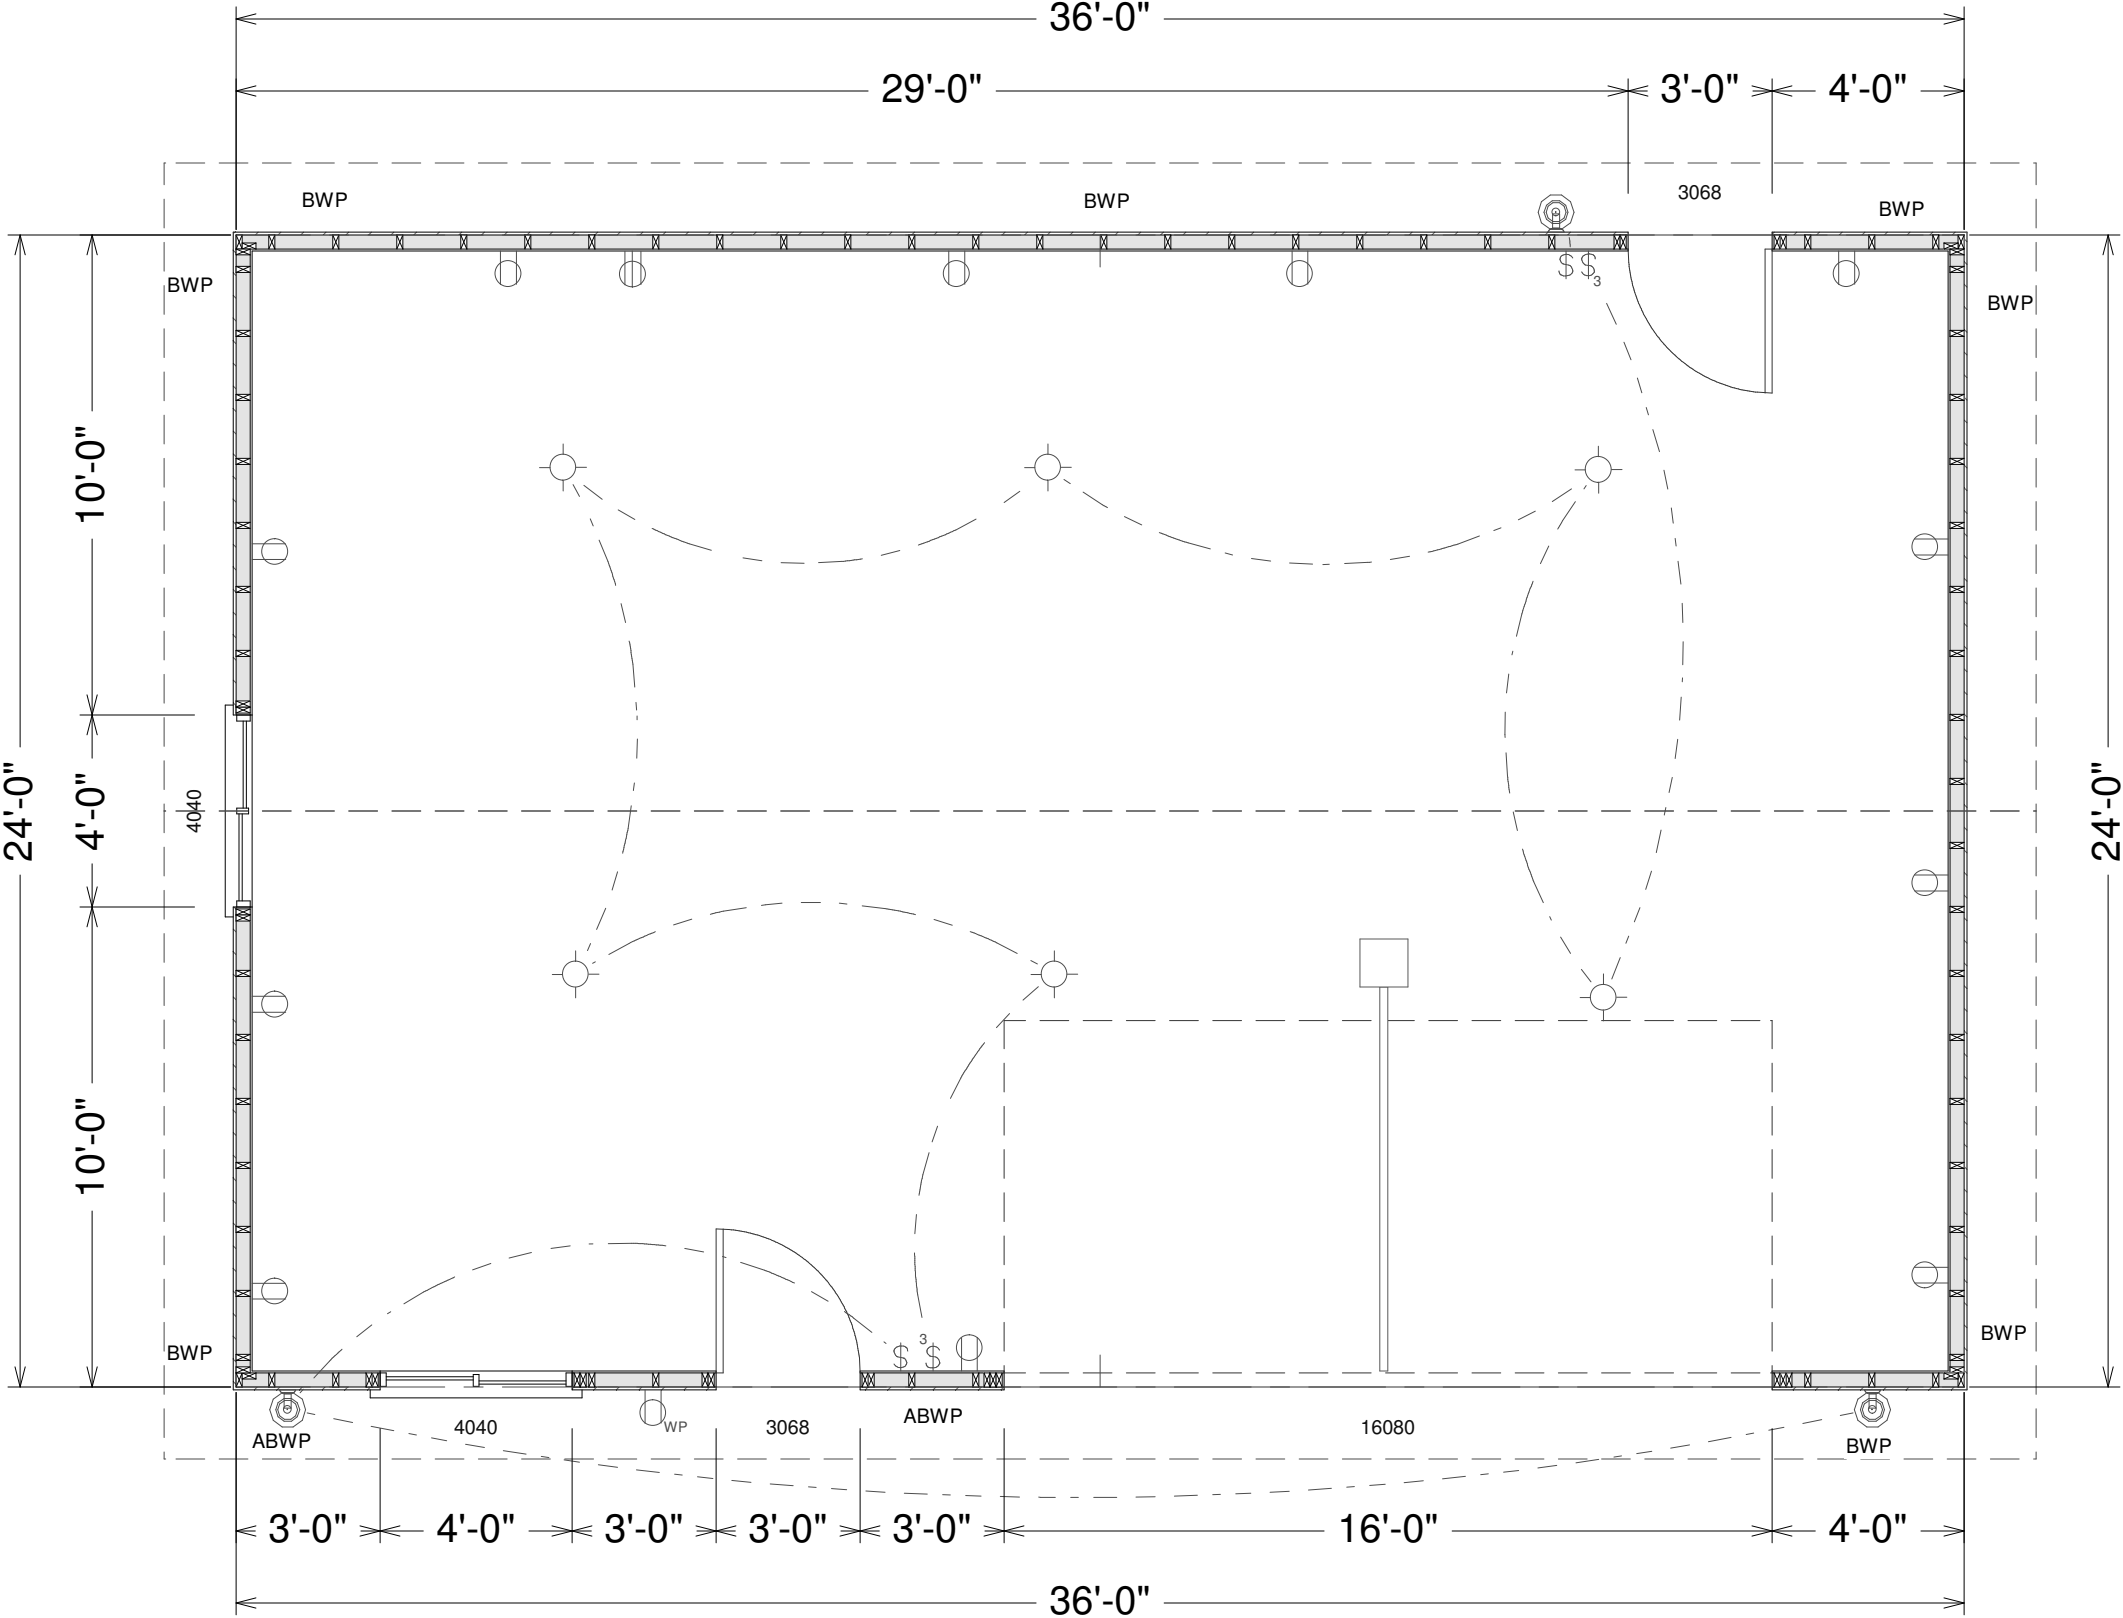 36'-0"
29'-0" 3'-0" 4'-0"
3068
BWP BWP BWP
BWP BWP
$ $ 3
10'-0"
24'-0" 4'-0" 4040 24'-0"
10'-0"
3
$ $
BWP BWP
ABWP 4040 WP 3068 ABWP 16080 BWP
3'-0" 4'-0" 3'-0" 3'-0" 3'-0" 16'-0" 4'-0"
36'-0"